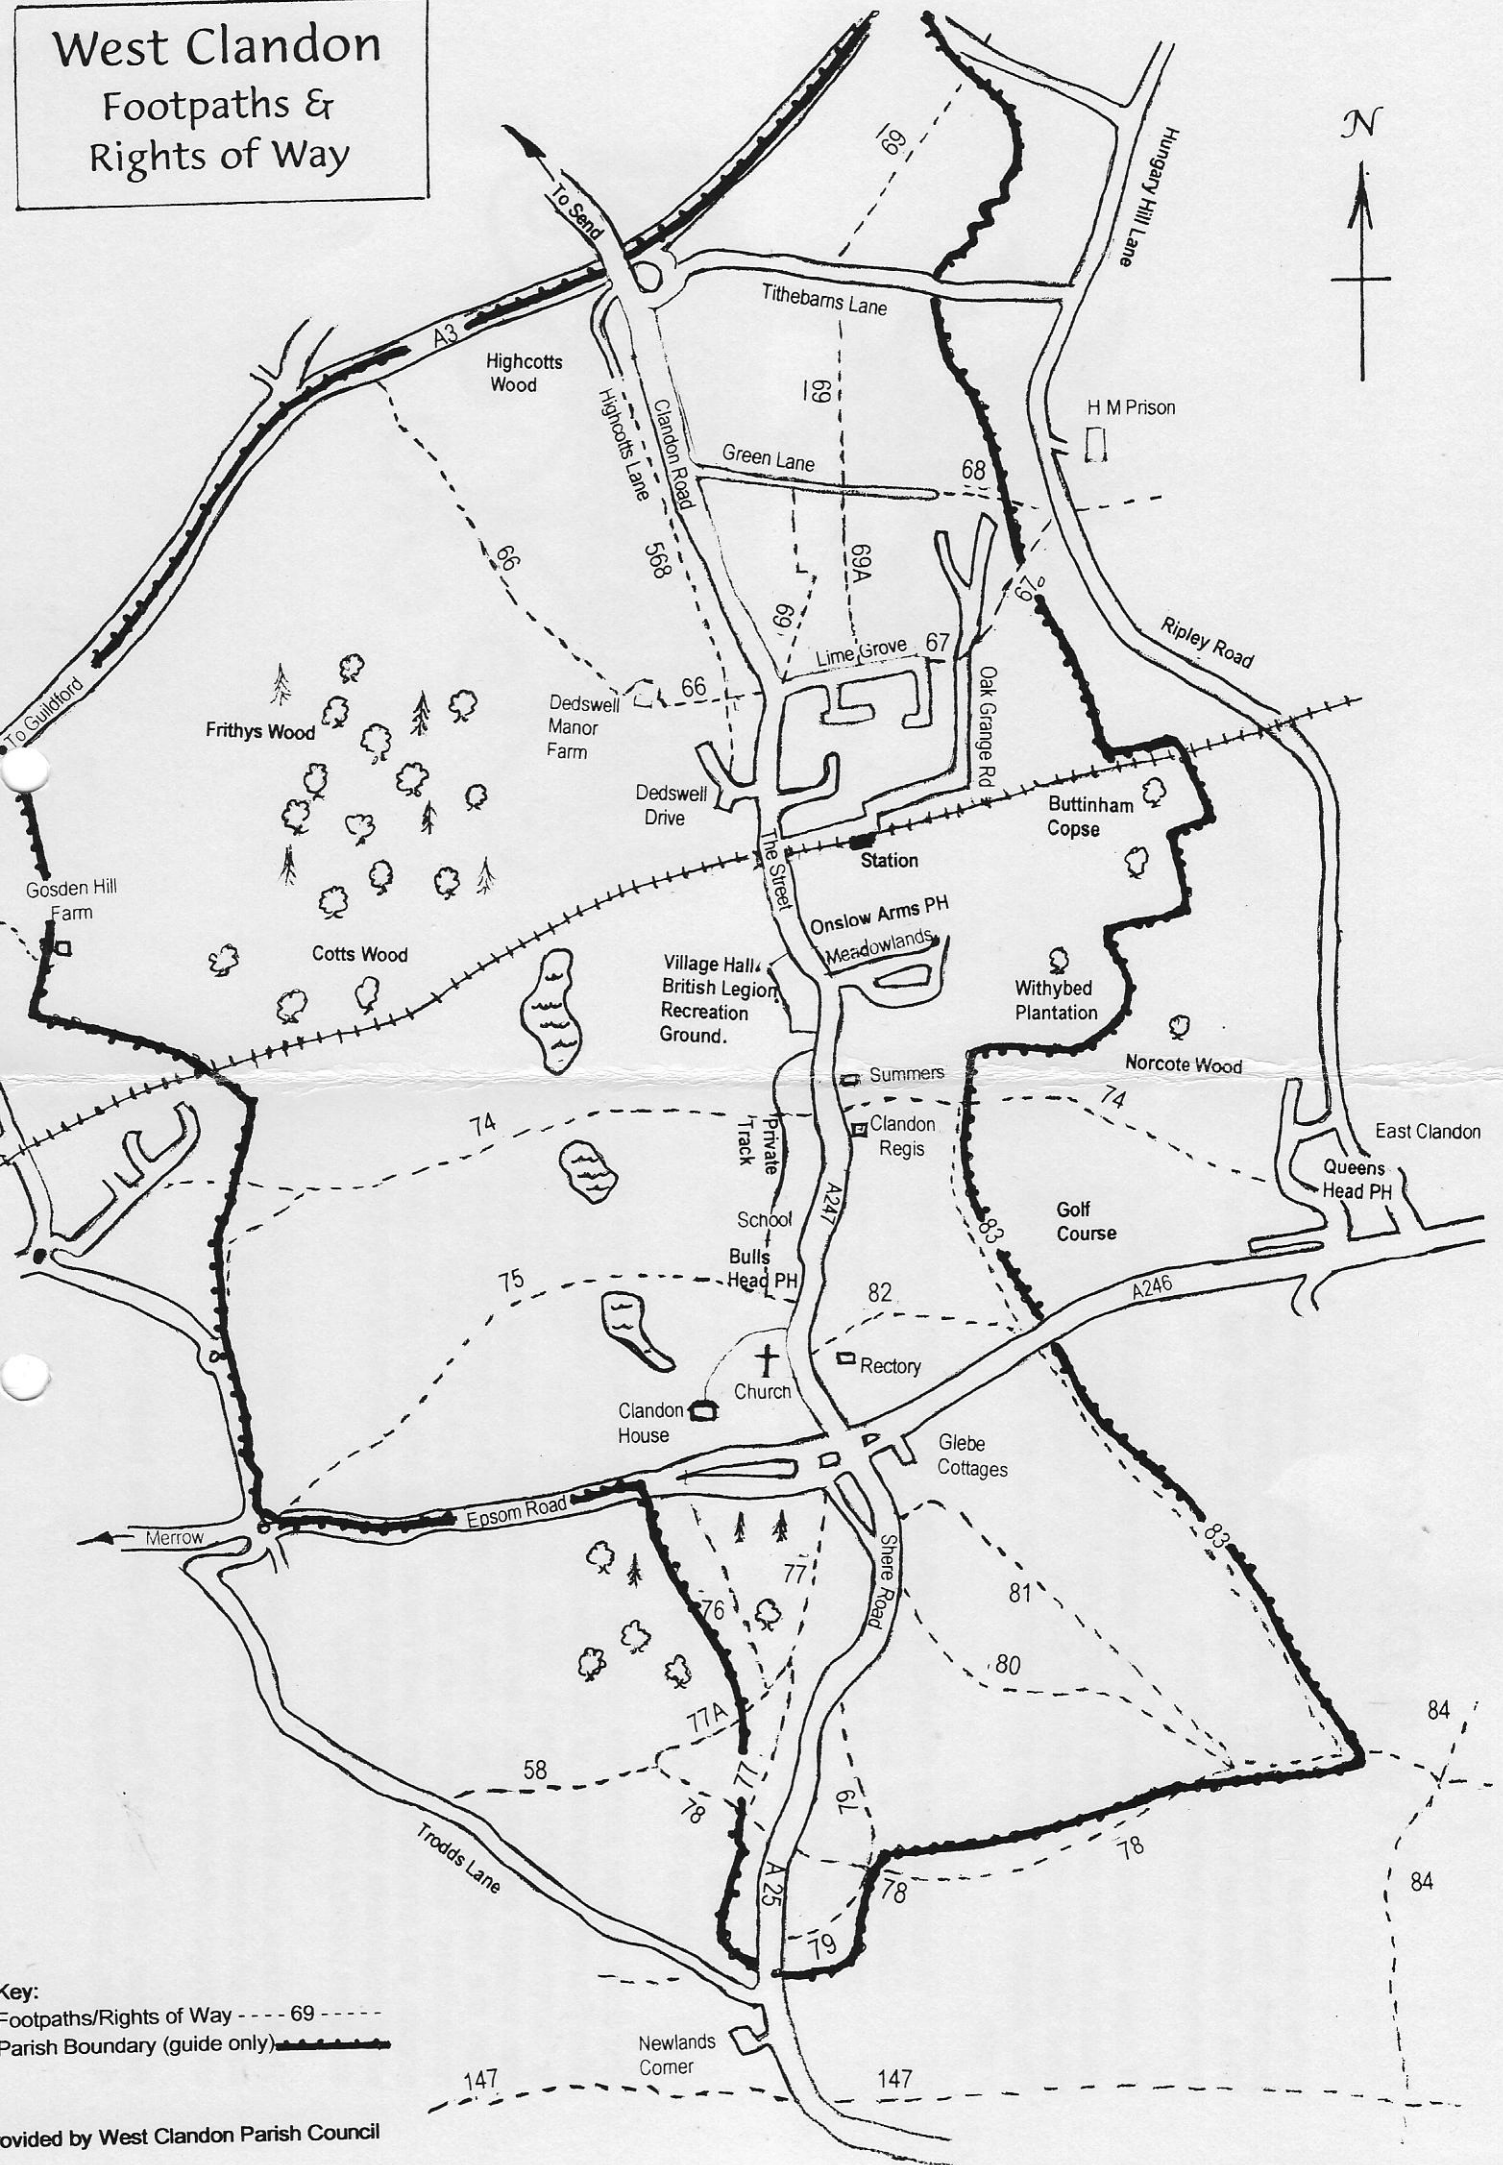 West Clandon
Footpaths &
Rights of Way
N
To Send
69
Hungary Hill Lane
Tithebarns Lane
A3
Highcotts
Wood
Highcotts Lane
Clandon Road
69
H M Prison
Green Lane
68
66
568
69A
69
67
Lime Grove
67
Ripley Road
To Guildford
Frithys Wood
Dedswell
Manor
Farm
66
Oak Grange Rd
Dedswell
Drive
Buttinham
Copse
The Street
Station
Gosden Hill
Farm
Onslow Arms PH
Meadowlands
Cotts Wood
Village Hall
British Legion
Recreation
Ground.
Withybed
Plantation
Norcote Wood
Summers
74
74
Private
Track
Clandon
Regis
East Clandon
Queens
Head PH
A247
School
Golf
Course
83
Bulls
Head PH
75
82
A246
Rectory
Church
Clandon
House
Glebe
Cottages
Epsom Road
Merrow
Shere Road
83
77
76
81
80
77A
84
58
77
78
79
78
84
Trodds Lane
A 25
78
79
Key:
Footpaths/Rights of Way ---- 69 -----
Parish Boundary (guide only)
Newlands
Corner
147
147
ovided by West Clandon Parish Council